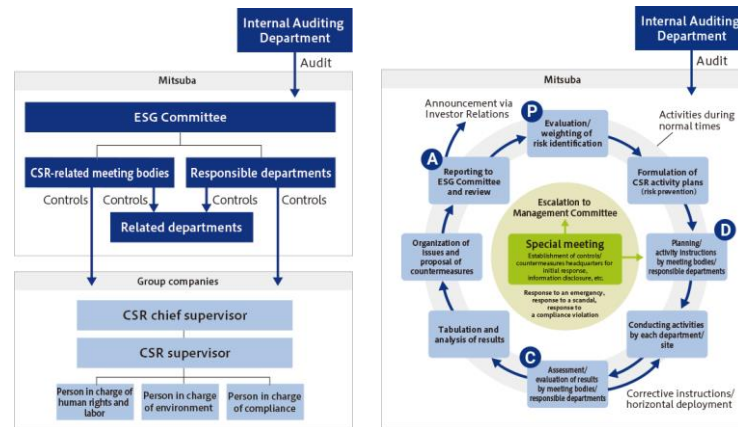 Internal Auditing
Department
Audit
Mitsuba
ESG Committee
CSR-related meeting bodies
Responsible departments
Controls
Controls
Controls
Controls
Related departments
Group companies
CSR chief supervisor
CSR supervisor
Person in charge of
human rights and
labor
Person in charge
of environment
Person in charge
of compliance
Internal Auditing
Department
Audit
Mitsuba
Announcement via
Investor Relations
P
Evaluation/
weighting of
risk identification
Activities during
normal times
A
Reporting to
ESG Committee
and review
Formulation of
CSR activity plans
(risk prevention)
Escalation to
Management Committee
D
Organization of
issues and
proposal of
countermeasures
Special meeting
Establishment of controls/
countermeasures headquarters for
initial response,
information disclosure, etc.
Planning/
activity instructions
by meeting bodies/
responsible departments
Response to an emergency,
response to a scandal,
response to
a compliance violation
Tabulation and
analysis of results
Conducting activities
by each department/
site
C
Assessment/
evaluation of results
by meeting bodies/
responsible departments
Corrective instructions/
horizontal deployment